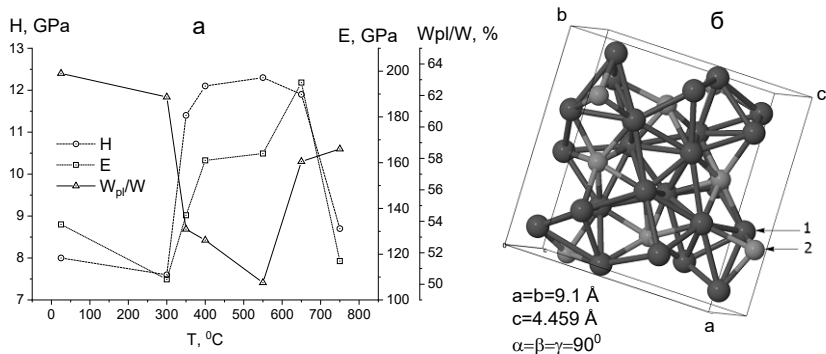 H, GPa
а
E, GPa
Wpl/W, %
13
12
11
10
9
8
7
200
180
160
140
120
100
64
62
60
58
56
54
52
50
H
E
Wpl/W
0
100
200
300
400
500
600
700
800
T, ⁰C
б
b
c
1
2
a=b=9.1 Å
c=4.459 Å
α=β=γ=90⁰
a